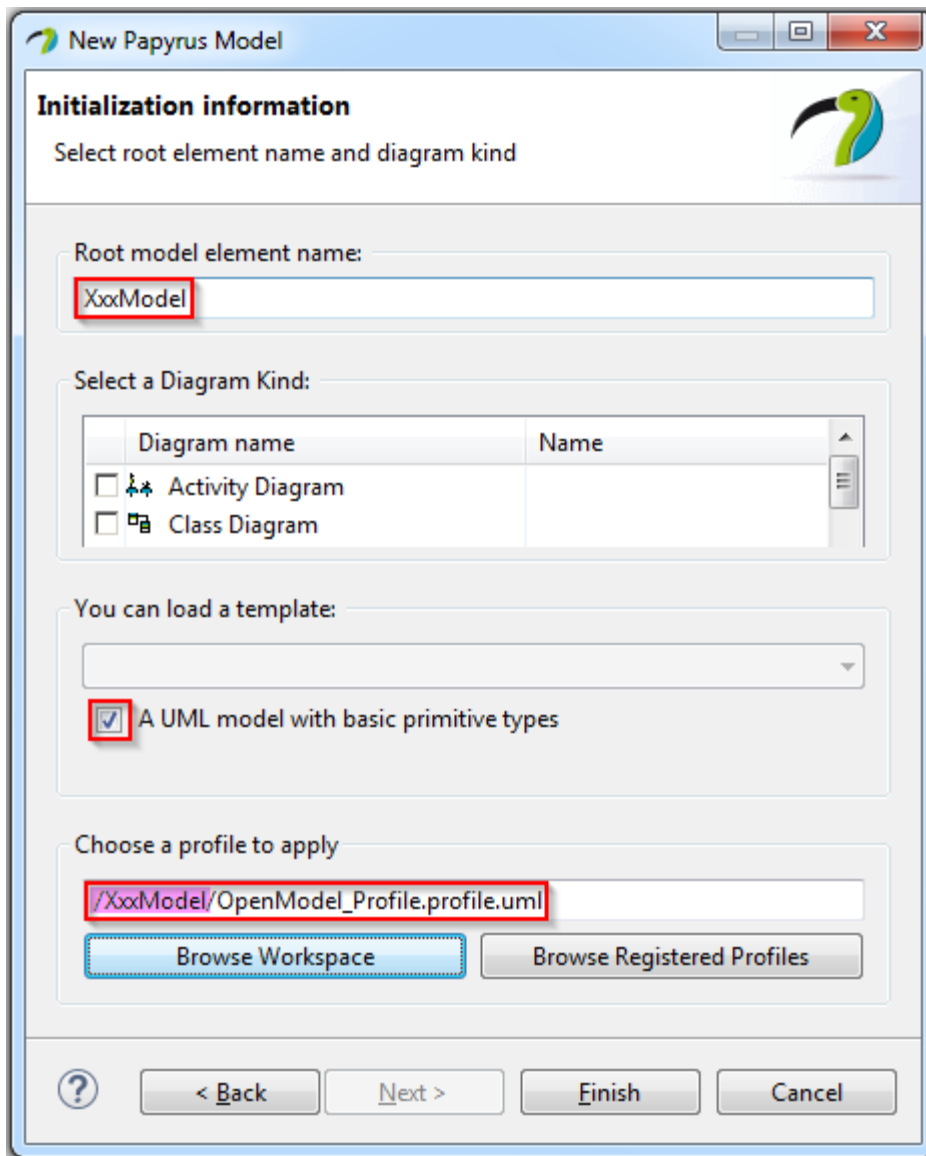 New Papyrus Model
Initialization information
Select root element name and diagram kind
Root model element name:
XxxModel
Select a Diagram Kind:
Diagram name Name
Activity Diagram
Class Diagram
You can load a template:
A UML model with basic primitive types
Choose a profile to apply
/XxxModel/OpenModel_Profile.profile.uml
Browse Workspace Browse Registered Profiles
? < Back Next > Finish Cancel